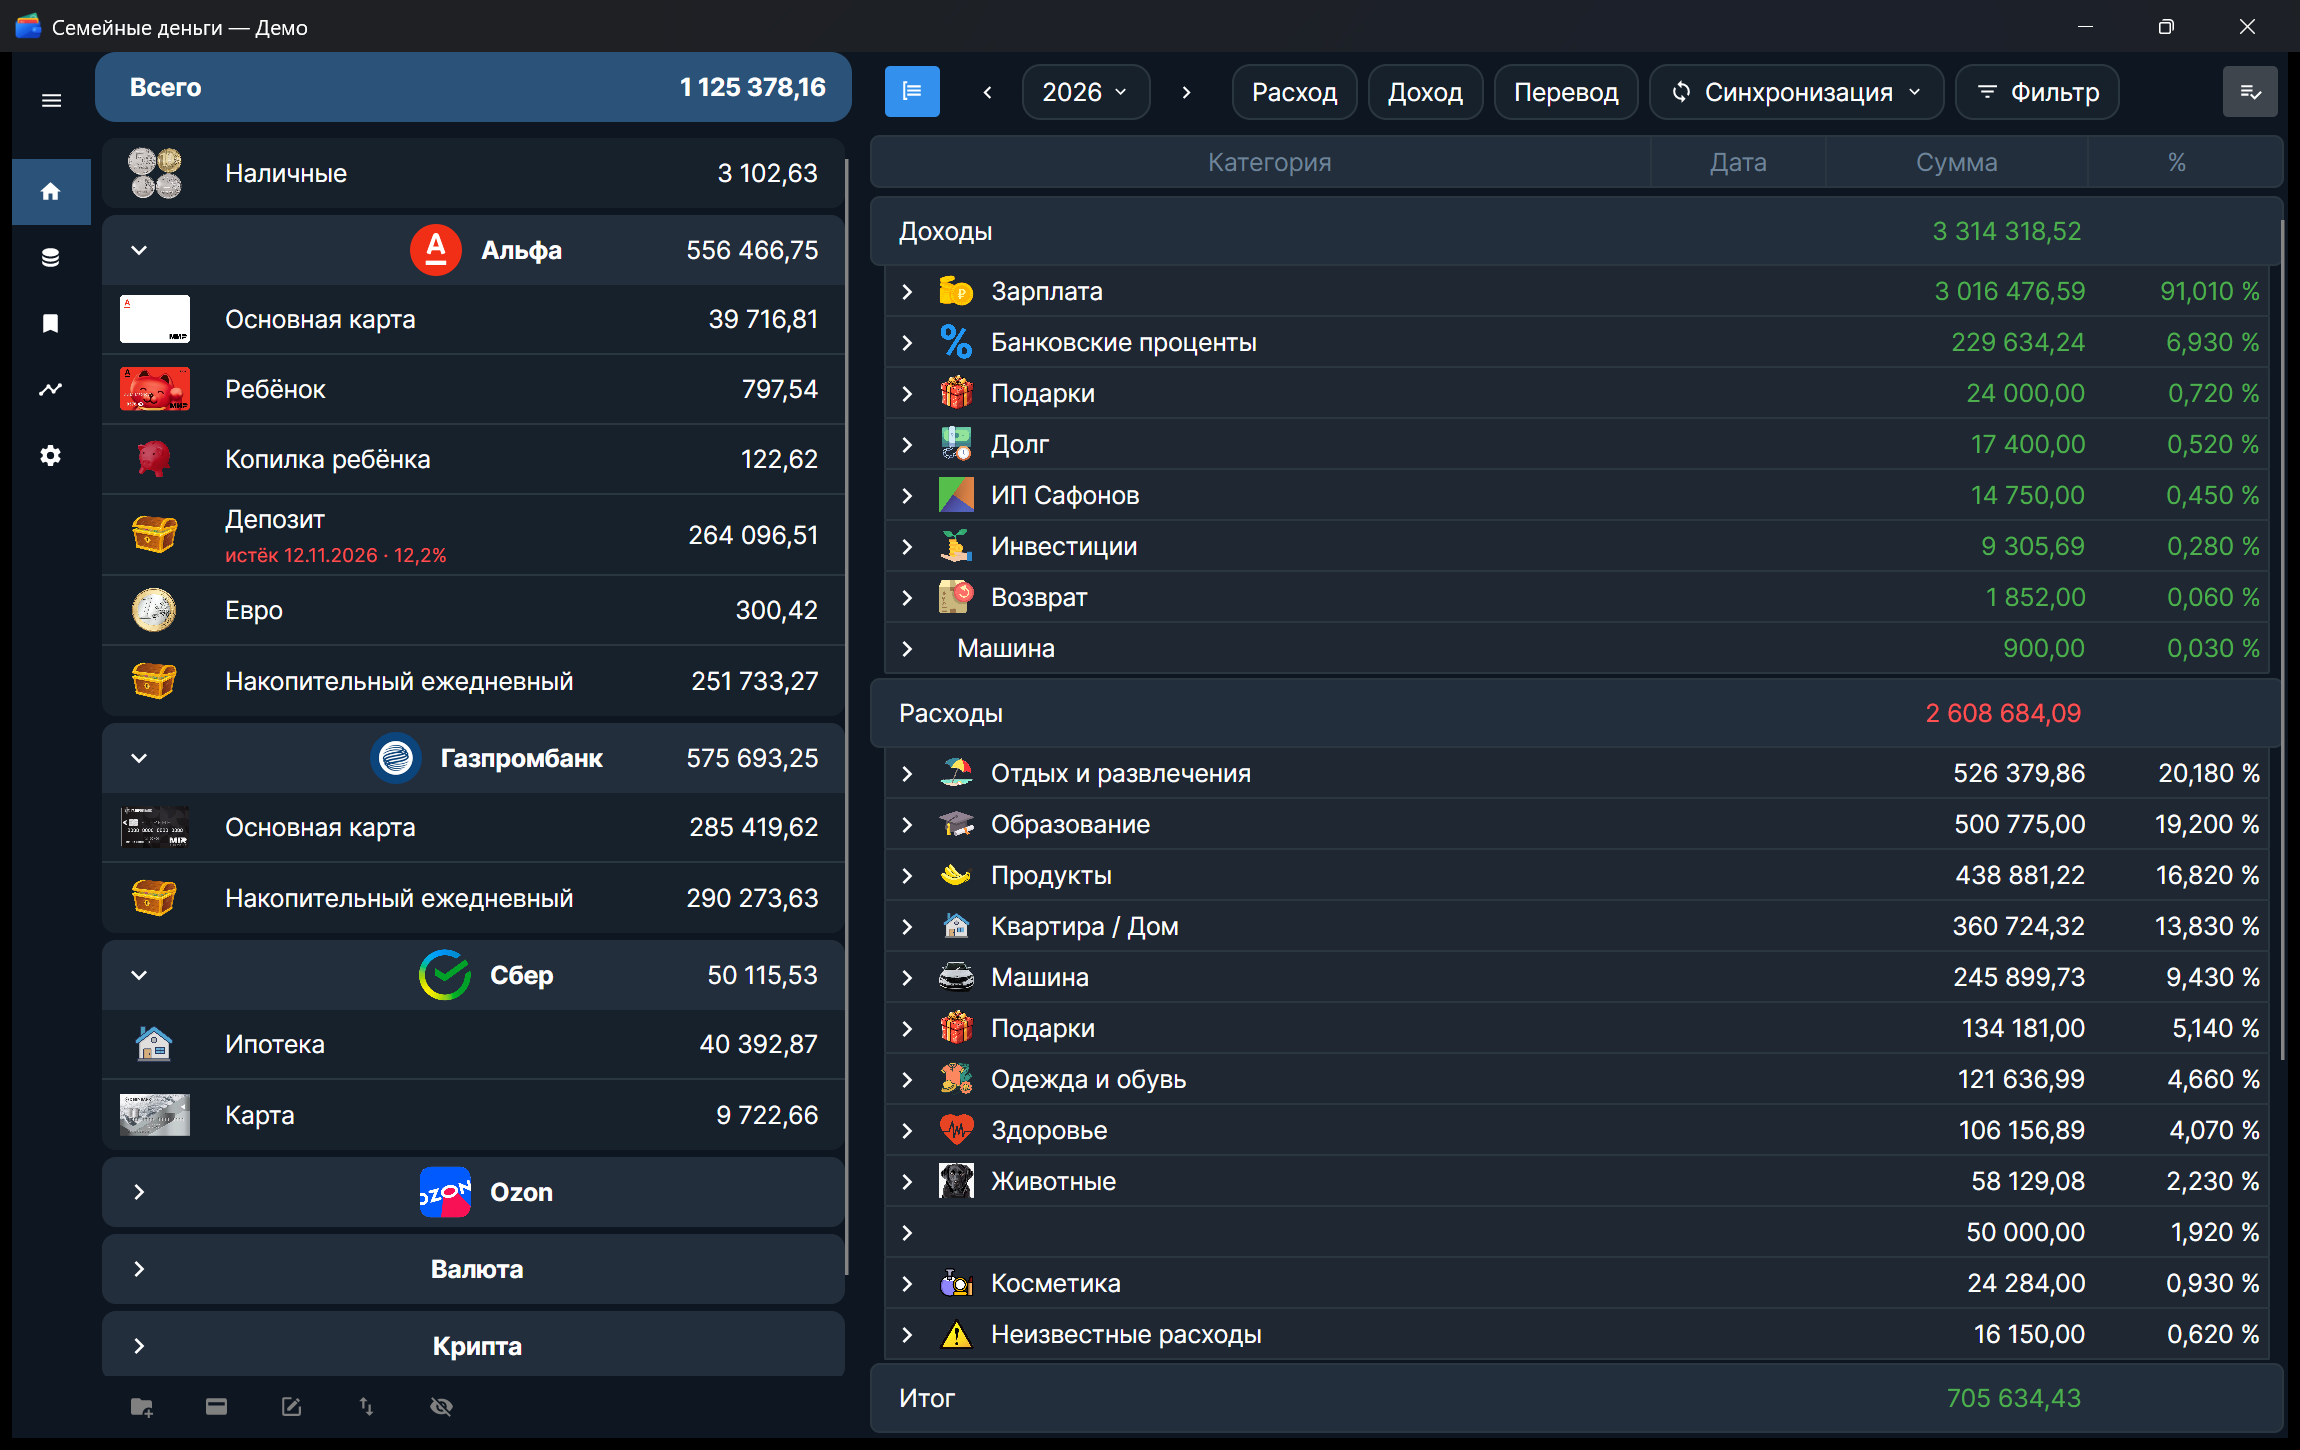 Семейные деньги — Демо
Всего 1 125 378,16
Наличные 3 102,63
Альфа 556 466,75
Основная карта 39 716,81
Ребёнок 797,54
Копилка ребёнка 122,62
Депозит 264 096,51
истёк 12.11.2026 · 12,2%
Евро 300,42
Накопительный ежедневный 251 733,27
Газпромбанк 575 693,25
Основная карта 285 419,62
Накопительный ежедневный 290 273,63
Сбер 50 115,53
Ипотека 40 392,87
Карта 9 722,66
OZON Ozon
Валюта
Крипта
2026 Расход Доход Перевод Синхронизация Фильтр
Категория Дата Сумма %
Доходы 3 314 318,52
Зарплата 3 016 476,59 91,010 %
Банковские проценты 229 634,24 6,930 %
Подарки 24 000,00 0,720 %
Долг 17 400,00 0,520 %
ИП Сафонов 14 750,00 0,450 %
Инвестиции 9 305,69 0,280 %
Возврат 1 852,00 0,060 %
Машина 900,00 0,030 %
Расходы 2 608 684,09
Отдых и развлечения 526 379,86 20,180 %
Образование 500 775,00 19,200 %
Продукты 438 881,22 16,820 %
Квартира / Дом 360 724,32 13,830 %
Машина 245 899,73 9,430 %
Подарки 134 181,00 5,140 %
Одежда и обувь 121 636,99 4,660 %
Здоровье 106 156,89 4,070 %
Животные 58 129,08 2,230 %
50 000,00 1,920 %
Косметика 24 284,00 0,930 %
Неизвестные расходы 16 150,00 0,620 %
Итог 705 634,43